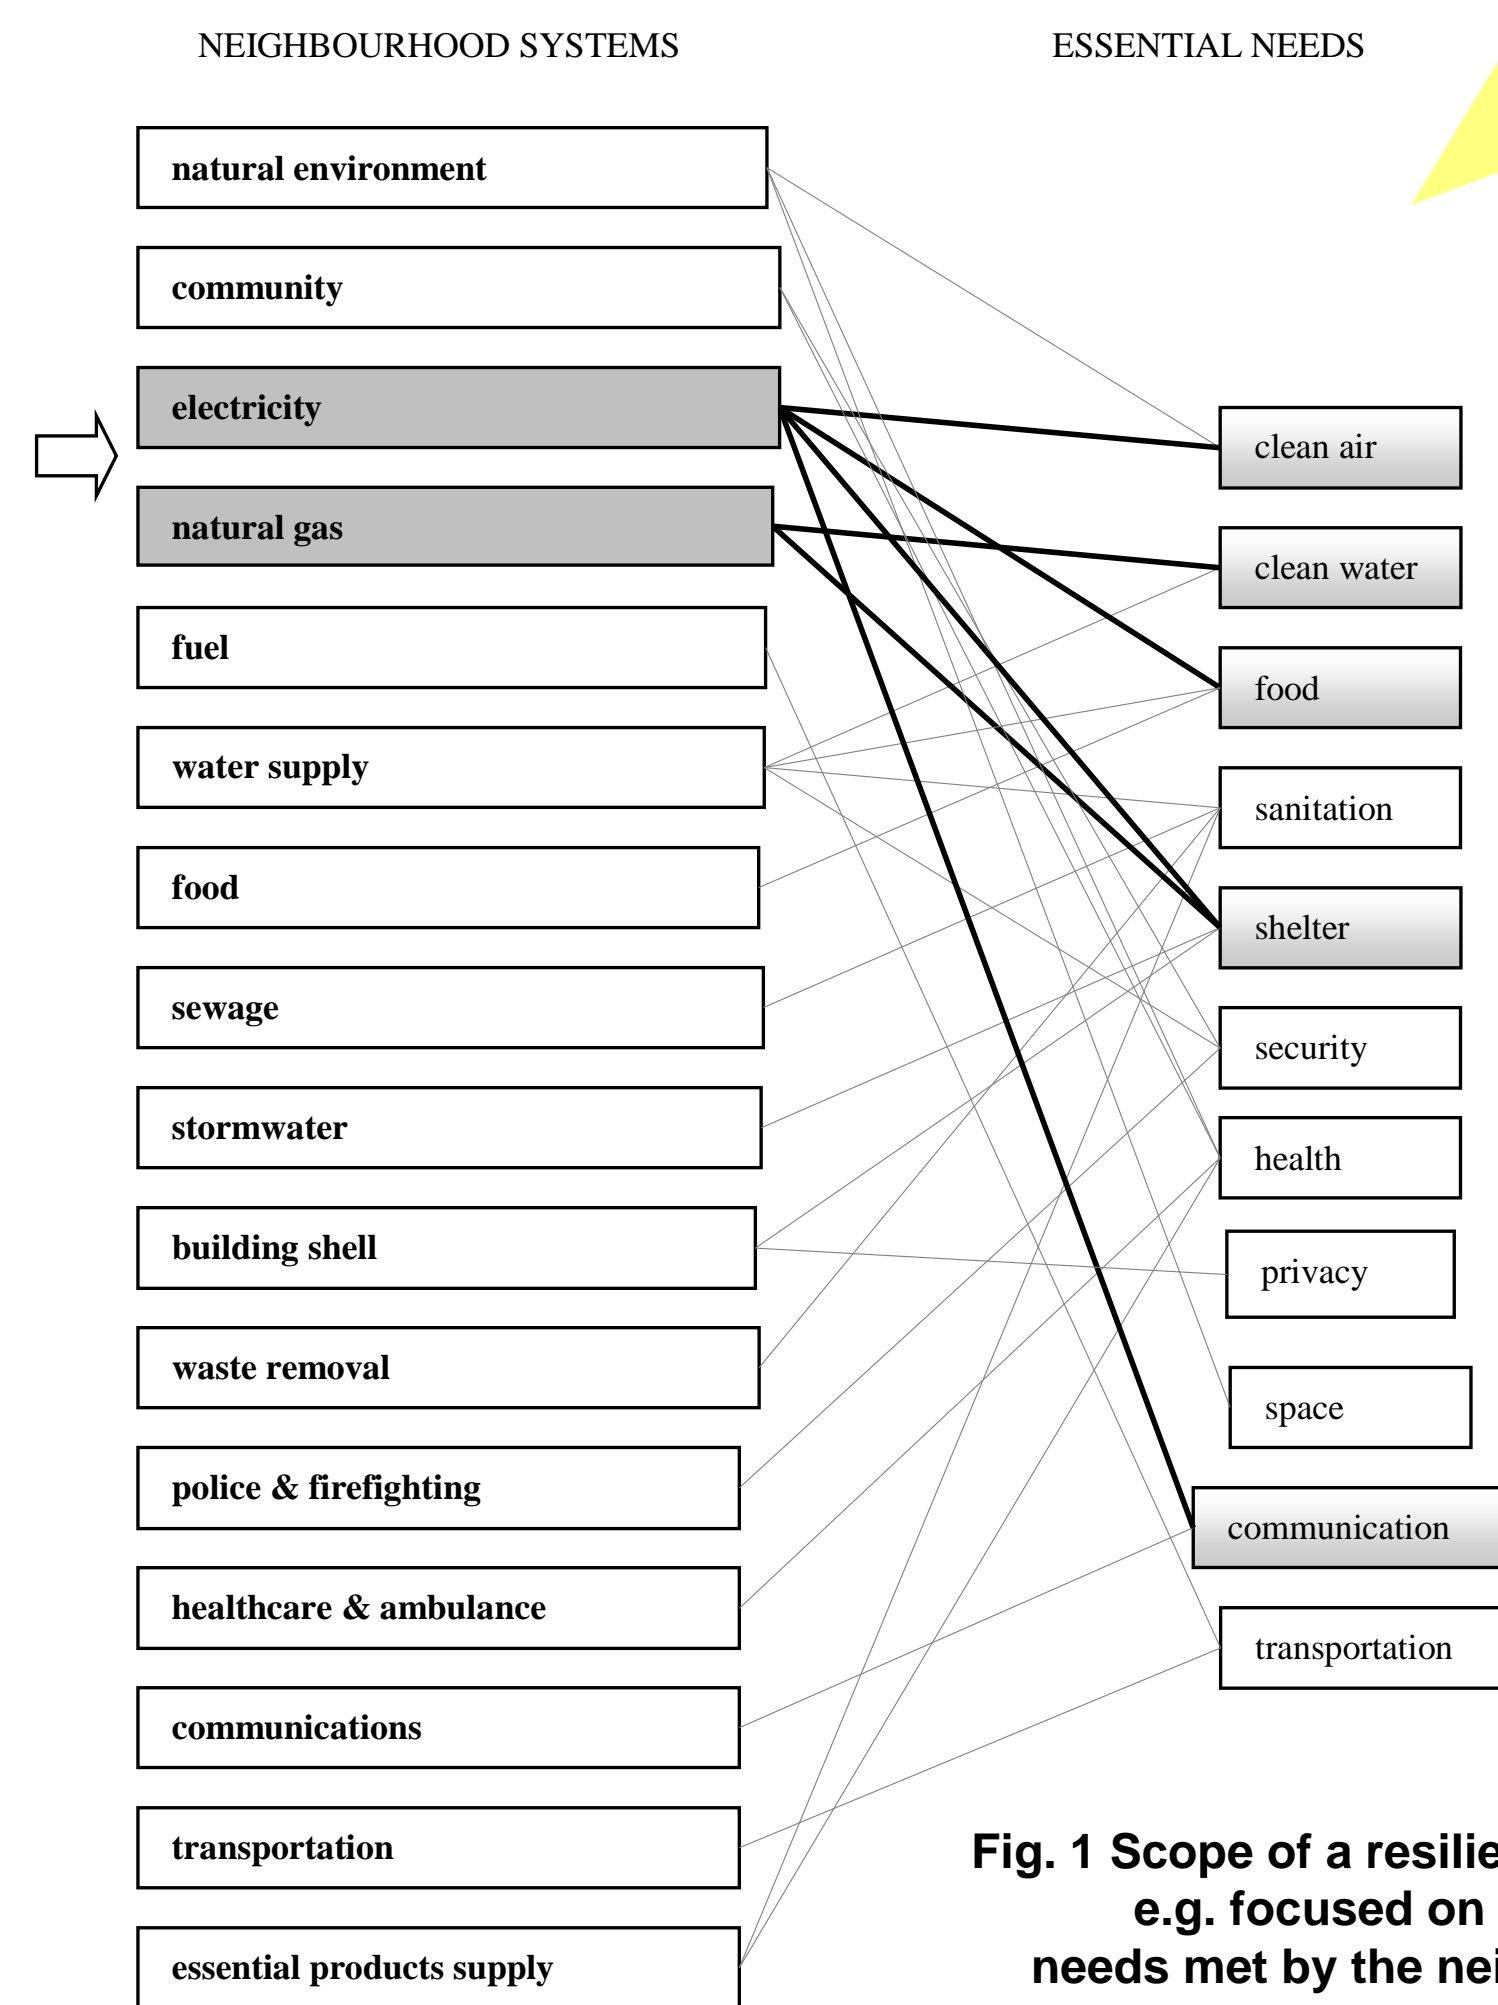 NEIGHBOURHOOD SYSTEMS
ESSENTIAL NEEDS
natural environment
community
electricity
natural gas
fuel
water supply
food
sewage
stormwater
building shell
waste removal
police & firefighting
healthcare & ambulance
communications
transportation
essential products supply
clean air
clean water
food
sanitation
shelter
security
health
privacy
space
communication
transportation
Fig. 1 Scope of a resilie
e.g. focused on
needs met by the nei